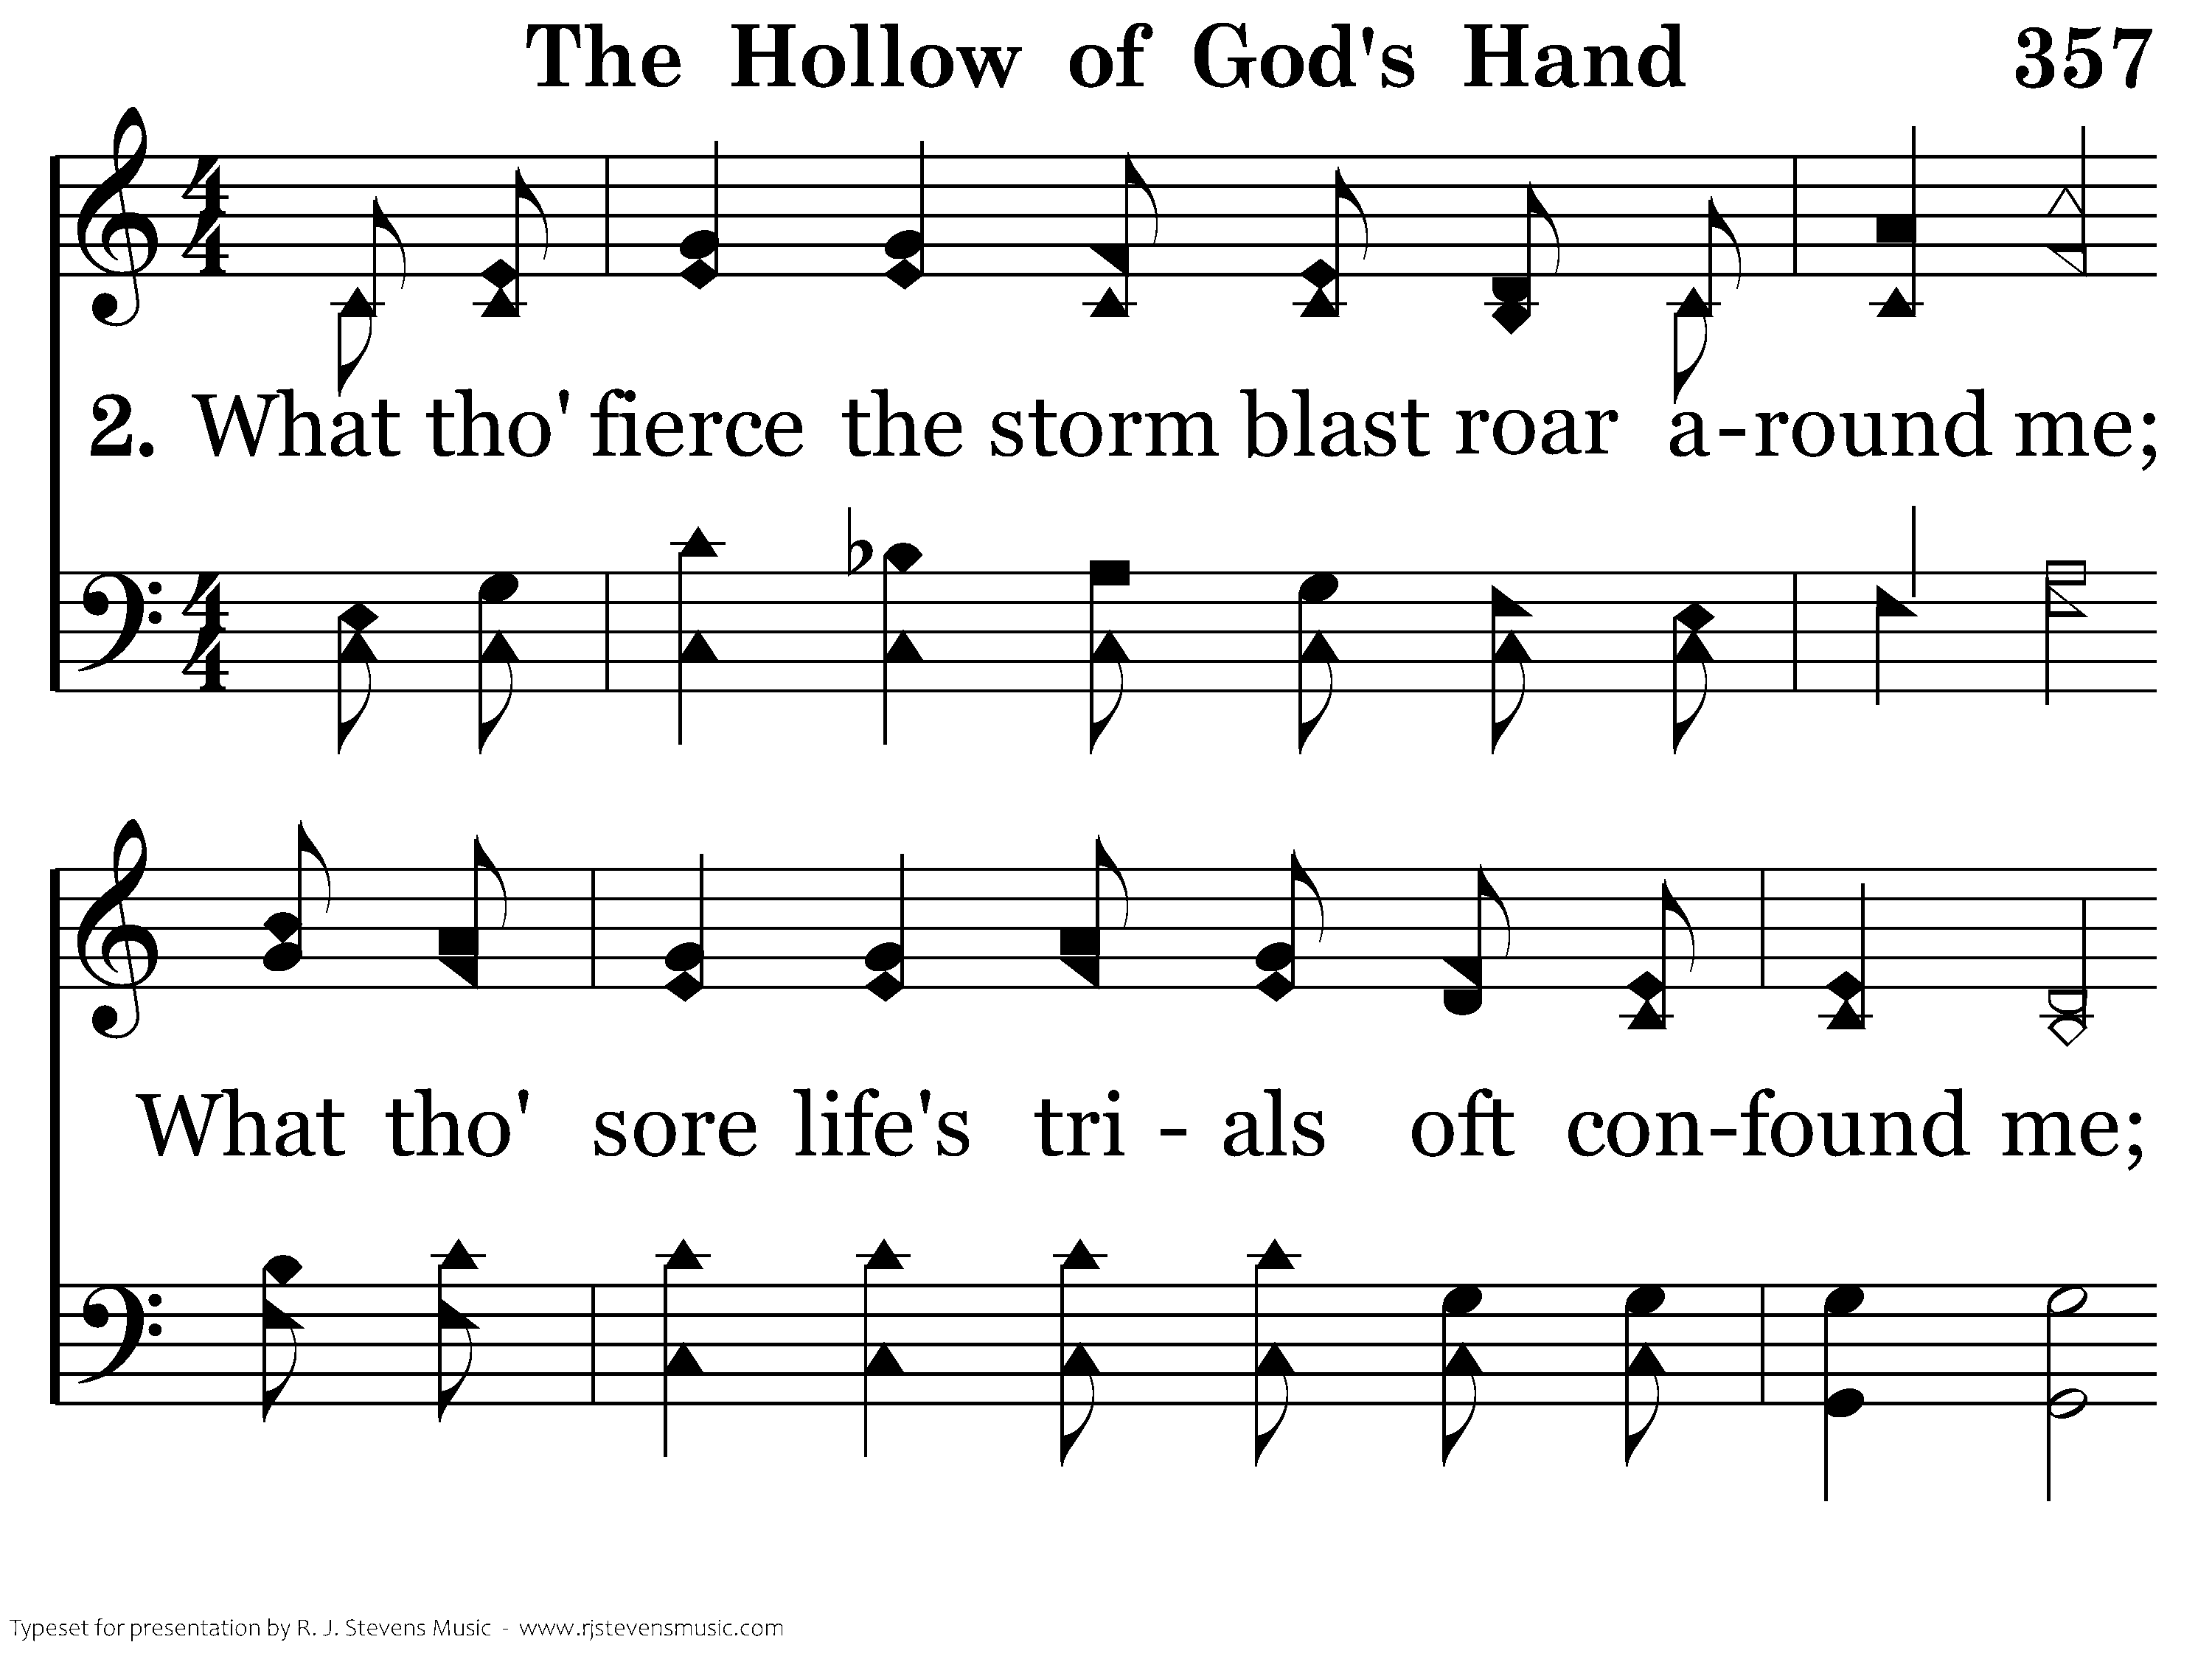 The Hollow of God's Hand 357
2. What tho' fierce the storm blast roar a-round me;
What tho' sore life's tri - als oft con-found me;
Typeset for presentation by R. J. Stevens Music - www.rjstevensmusic.com